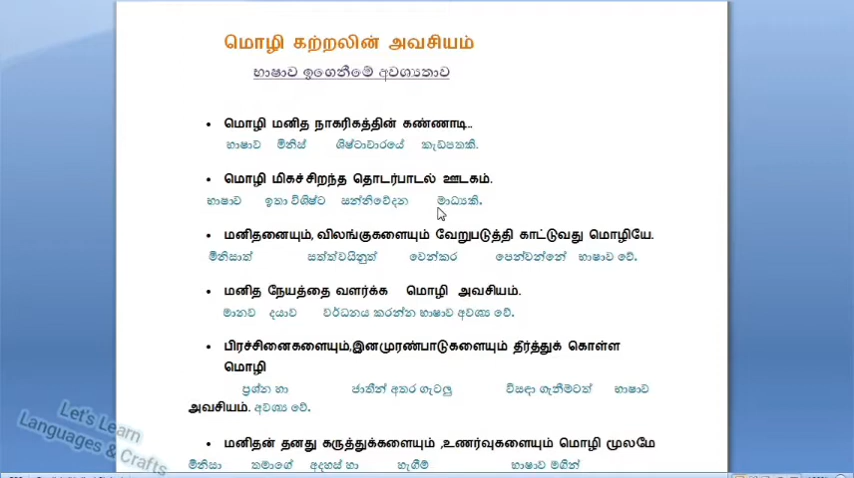 மொழி கற்றலின் அவசியம்
භාෂාව ඉගෙනීමේ අවශ්‍යතාව
• மொழி மனித நாகரிகத்தின் கண்ணாடி..
භාෂාව මිනිස් ශිෂ්ටාචාරයේ කැඩපතකි.
• மொழி மிகச்சிறந்த தொடர்பாடல் ஊடகம்.
භාෂාව ඉතා විශිෂ්ට සන්නිවේදන මාධ්‍යකි.
• மனிதனையும், விலங்குகளையும் வேறுபடுத்தி காட்டுவது மொழியே.
මිනිසාත් සත්ත්වයිනුත් වෙන්කර පෙන්වන්නේ භාෂාව වේ.
• மனித நேயத்தை வளர்க்க மொழி அவசியம்.
මානව දයාව වර්ධනය කරන්න භාෂාව අවශ්‍ය වේ.
• பிரச்சினைகளையும்,இனமுரண்பாடுகளையும் தீர்த்துக் கொள்ள
மொழி
ප්‍රශ්න හා ජාතීන් අතර ගැටලු විසඳා ගැනීමටත් භාෂාව
அவசியம். අවශ්‍ය වේ.
• மனிதன் தனது கருத்துக்களையும் ,உணர்வுகளையும் மொழி மூலமே
මිනිසා තමාගේ අදහස් හා හැගීම් භාෂාව මගින්
Let's Learn
Languages & Crafts